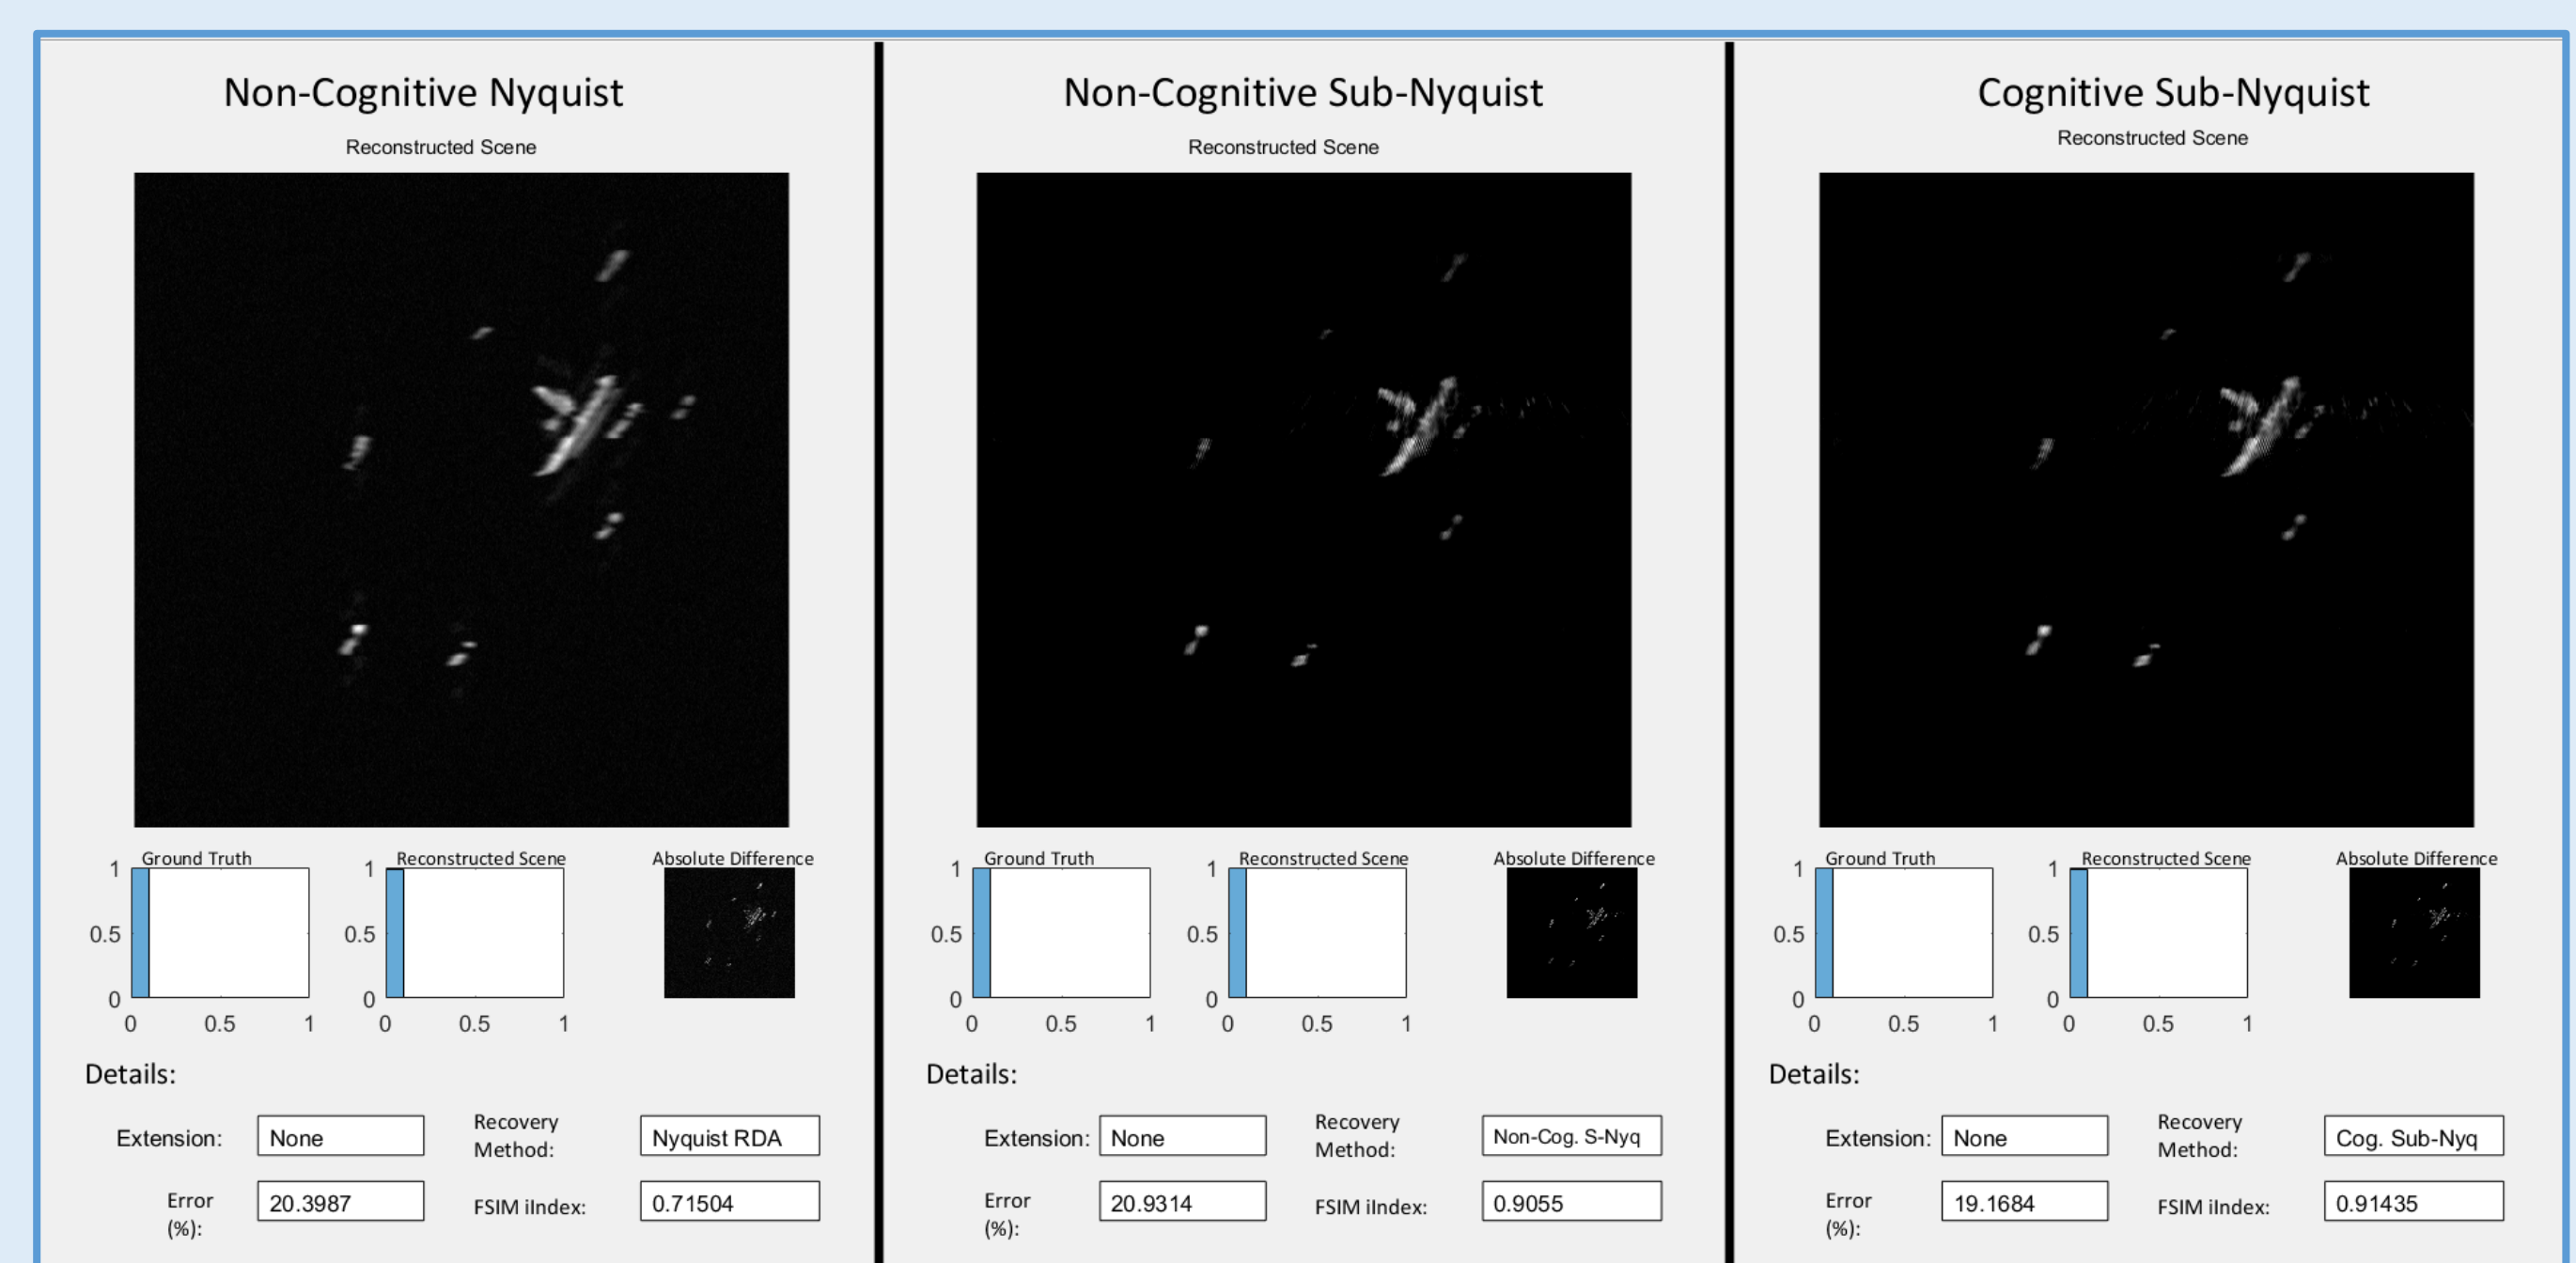 Non-Cognitive Nyquist
Reconstructed Scene
Ground Truth
Reconstructed Scene
Absolute Difference
1
0.5
0
0
0.5
1
1
0.5
0
0
0.5
1
Details:
Extension:
None
Recovery
Method:
Nyquist RDA
Error
(%):
20.3987
FSIM iIndex:
0.71504
Non-Cognitive Sub-Nyquist
Reconstructed Scene
Ground Truth
Reconstructed Scene
Absolute Difference
1
0.5
0
0
0.5
1
1
0.5
0
0
0.5
1
Details:
Extension:
None
Recovery
Method:
Non-Cog. S-Nyq
Error
(%):
20.9314
FSIM iIndex:
0.9055
Cognitive Sub-Nyquist
Reconstructed Scene
Ground Truth
Reconstructed Scene
Absolute Difference
1
0.5
0
0
0.5
1
1
0.5
0
0
0.5
1
Details:
Extension:
None
Recovery
Method:
Cog. Sub-Nyq
Error
(%):
19.1684
FSIM iIndex:
0.91435